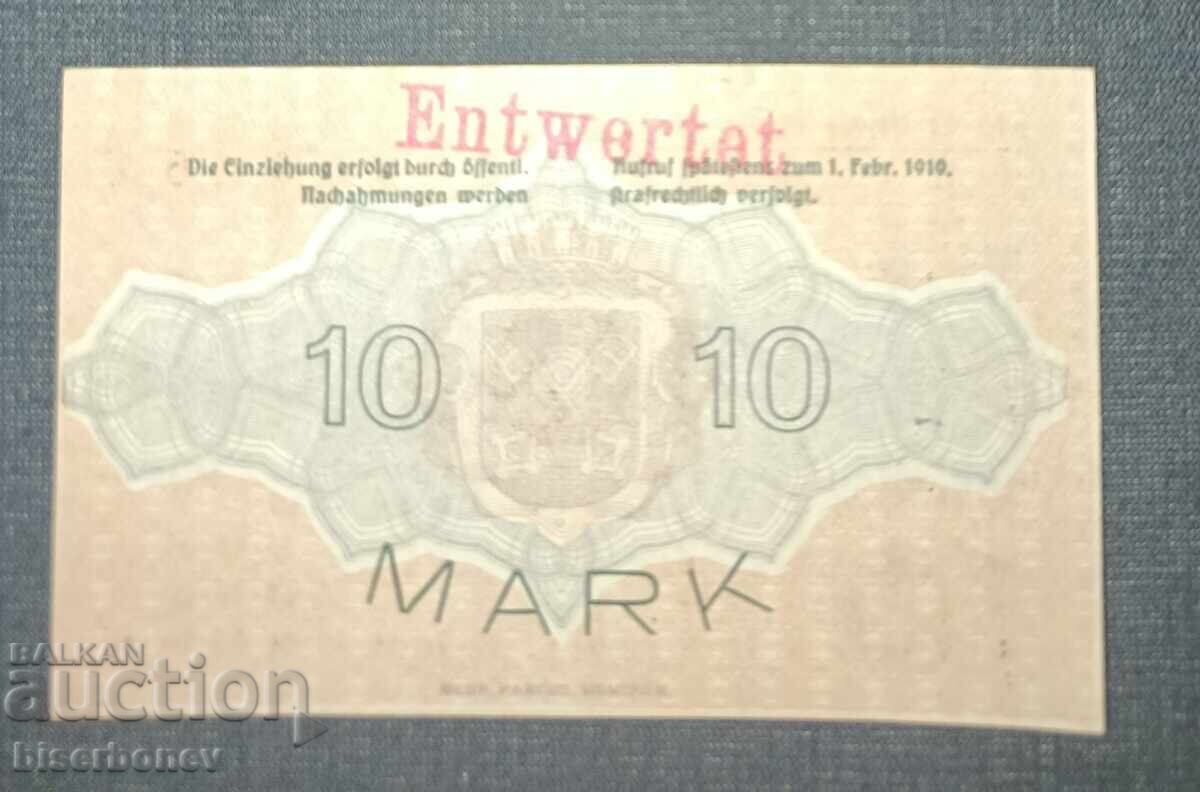 Entwertet
Die Einziehung erfolgt durch öffentl. Aufruf spätestens zum 1. Febr. 1919.
Nachahmungen werden strafrechtlich verfolgt.
10 10
MARK
BALKAN
auction
biserbonev